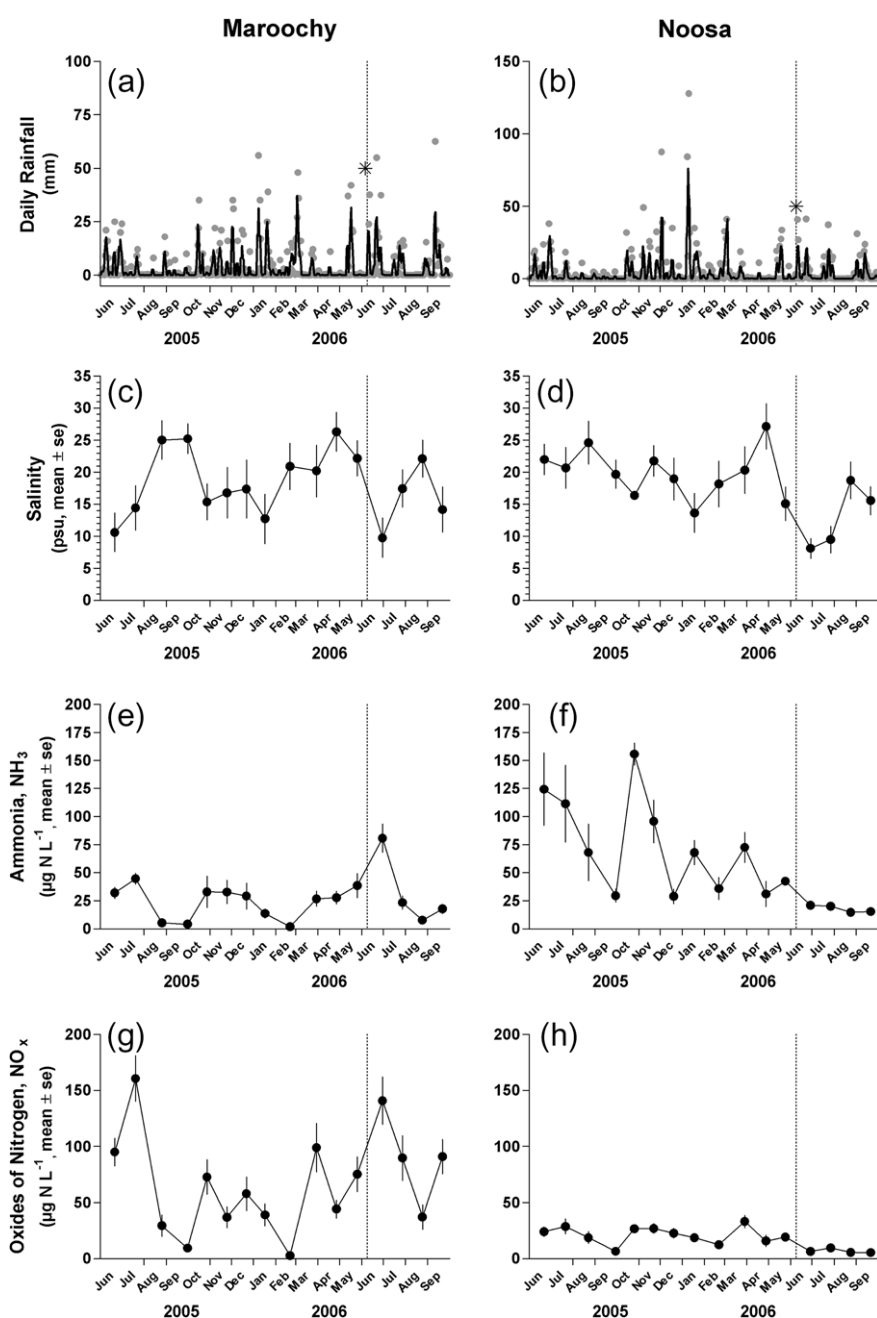 Maroochy
Noosa
(a)
Daily Rainfall
(mm)
100
75
50
25
0
Jun Jul Aug Sep Oct Nov Dec Jan Feb Mar Apr May Jun Jul Aug Sep
2005 2006
(b)
150
100
50
0
Jun Jul Aug Sep Oct Nov Dec Jan Feb Mar Apr May Jun Jul Aug Sep
2005 2006
(c)
Salinity
(psu, mean ± se)
35
30
25
20
15
10
5
0
Jun Jul Aug Sep Oct Nov Dec Jan Feb Mar Apr May Jun Jul Aug Sep
2005 2006
(d)
35
30
25
20
15
10
5
0
Jun Jul Aug Sep Oct Nov Dec Jan Feb Mar Apr May Jun Jul Aug Sep
2005 2006
(e)
Ammonia, NH3
(µg N L-1, mean ± se)
200
175
150
125
100
75
50
25
0
Jun Jul Aug Sep Oct Nov Dec Jan Feb Mar Apr May Jun Jul Aug Sep
2005 2006
(f)
200
175
150
125
100
75
50
25
0
Jun Jul Aug Sep Oct Nov Dec Jan Feb Mar Apr May Jun Jul Aug Sep
2005 2006
(g)
Oxides of Nitrogen, NOx
(µg N L-1, mean ± se)
200
150
100
50
0
Jun Jul Aug Sep Oct Nov Dec Jan Feb Mar Apr May Jun Jul Aug Sep
2005 2006
(h)
200
150
100
50
0
Jun Jul Aug Sep Oct Nov Dec Jan Feb Mar Apr May Jun Jul Aug Sep
2005 2006